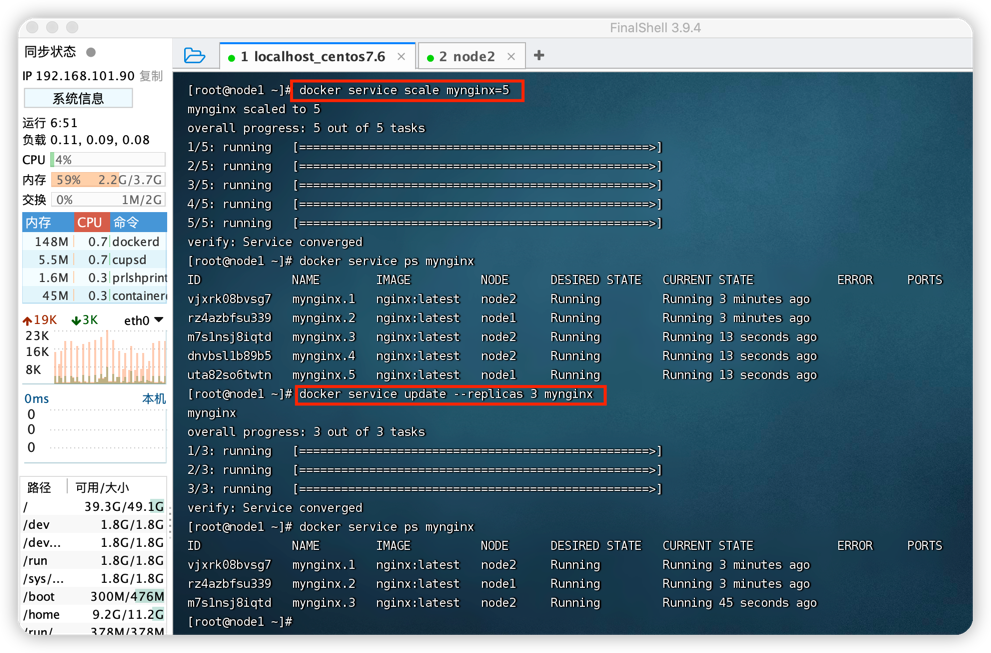 FinalShell 3.9.4
同步状态
IP 192.168.101.90 复制
系统信息
运行 6:51
负载 0.11, 0.09, 0.08
CPU 4%
内存 59% 2.2G/3.7G
交换 0% 1M/2G
内存 CPU 命令
148M 0.7 dockerd
5.5M 0.7 cupsd
1.6M 0.3 prlshprint
45M 0.3 container
19K 3K eth0
23K
16K
8K
0ms 本机
0
0
0
路径 可用/大小
/ 39.3G/49.1G
/dev 1.8G/1.8G
/dev... 1.8G/1.8G
/run 1.8G/1.8G
/sys/... 1.8G/1.8G
/boot 300M/476M
/home 9.2G/11.2G
/run/ 378M/378M
1 localhost_centos7.6 × 2 node2 × +
[root@node1 ~]# docker service scale mynginx=5
mynginx scaled to 5
overall progress: 5 out of 5 tasks
1/5: running [==================================================>]
2/5: running [==================================================>]
3/5: running [==================================================>]
4/5: running [==================================================>]
5/5: running [==================================================>]
verify: Service converged
[root@node1 ~]# docker service ps mynginx
ID NAME IMAGE NODE DESIRED STATE CURRENT STATE ERROR PORTS
vjxrk08bvsg7 mynginx.1 nginx:latest node2 Running Running 3 minutes ago
rz4azbfsu339 mynginx.2 nginx:latest node1 Running Running 3 minutes ago
m7s1nsj8iqtd mynginx.3 nginx:latest node2 Running Running 13 seconds ago
dnvbsl1b89b5 mynginx.4 nginx:latest node2 Running Running 13 seconds ago
uta82so6twtn mynginx.5 nginx:latest node1 Running Running 13 seconds ago
[root@node1 ~]# docker service update --replicas 3 mynginx
mynginx
overall progress: 3 out of 3 tasks
1/3: running [==================================================>]
2/3: running [==================================================>]
3/3: running [==================================================>]
verify: Service converged
[root@node1 ~]# docker service ps mynginx
ID NAME IMAGE NODE DESIRED STATE CURRENT STATE ERROR PORTS
vjxrk08bvsg7 mynginx.1 nginx:latest node2 Running Running 3 minutes ago
rz4azbfsu339 mynginx.2 nginx:latest node1 Running Running 3 minutes ago
m7s1nsj8iqtd mynginx.3 nginx:latest node2 Running Running 45 seconds ago
[root@node1 ~]#